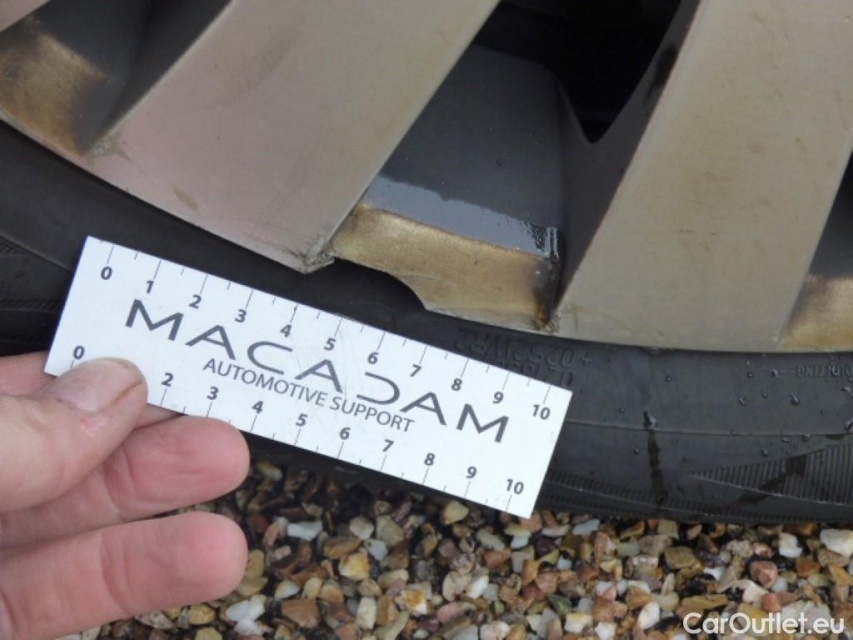 0 1 2 3 4 5 6 7 8 9 10
MACADAM
AUTOMOTIVE SUPPORT
0 2 3 4 5 6 7 8 9 10
CarOutlet.eu